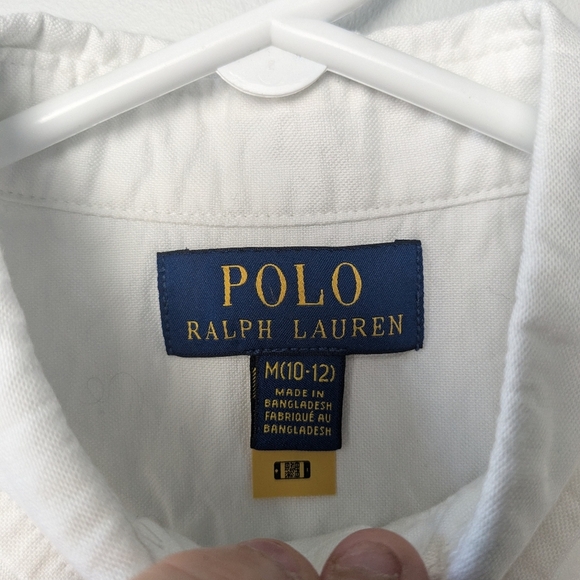 POLO
RALPH LAUREN
M(10-12)
MADE IN
BANGLADESH
FABRIQUÉ AU
BANGLADESH